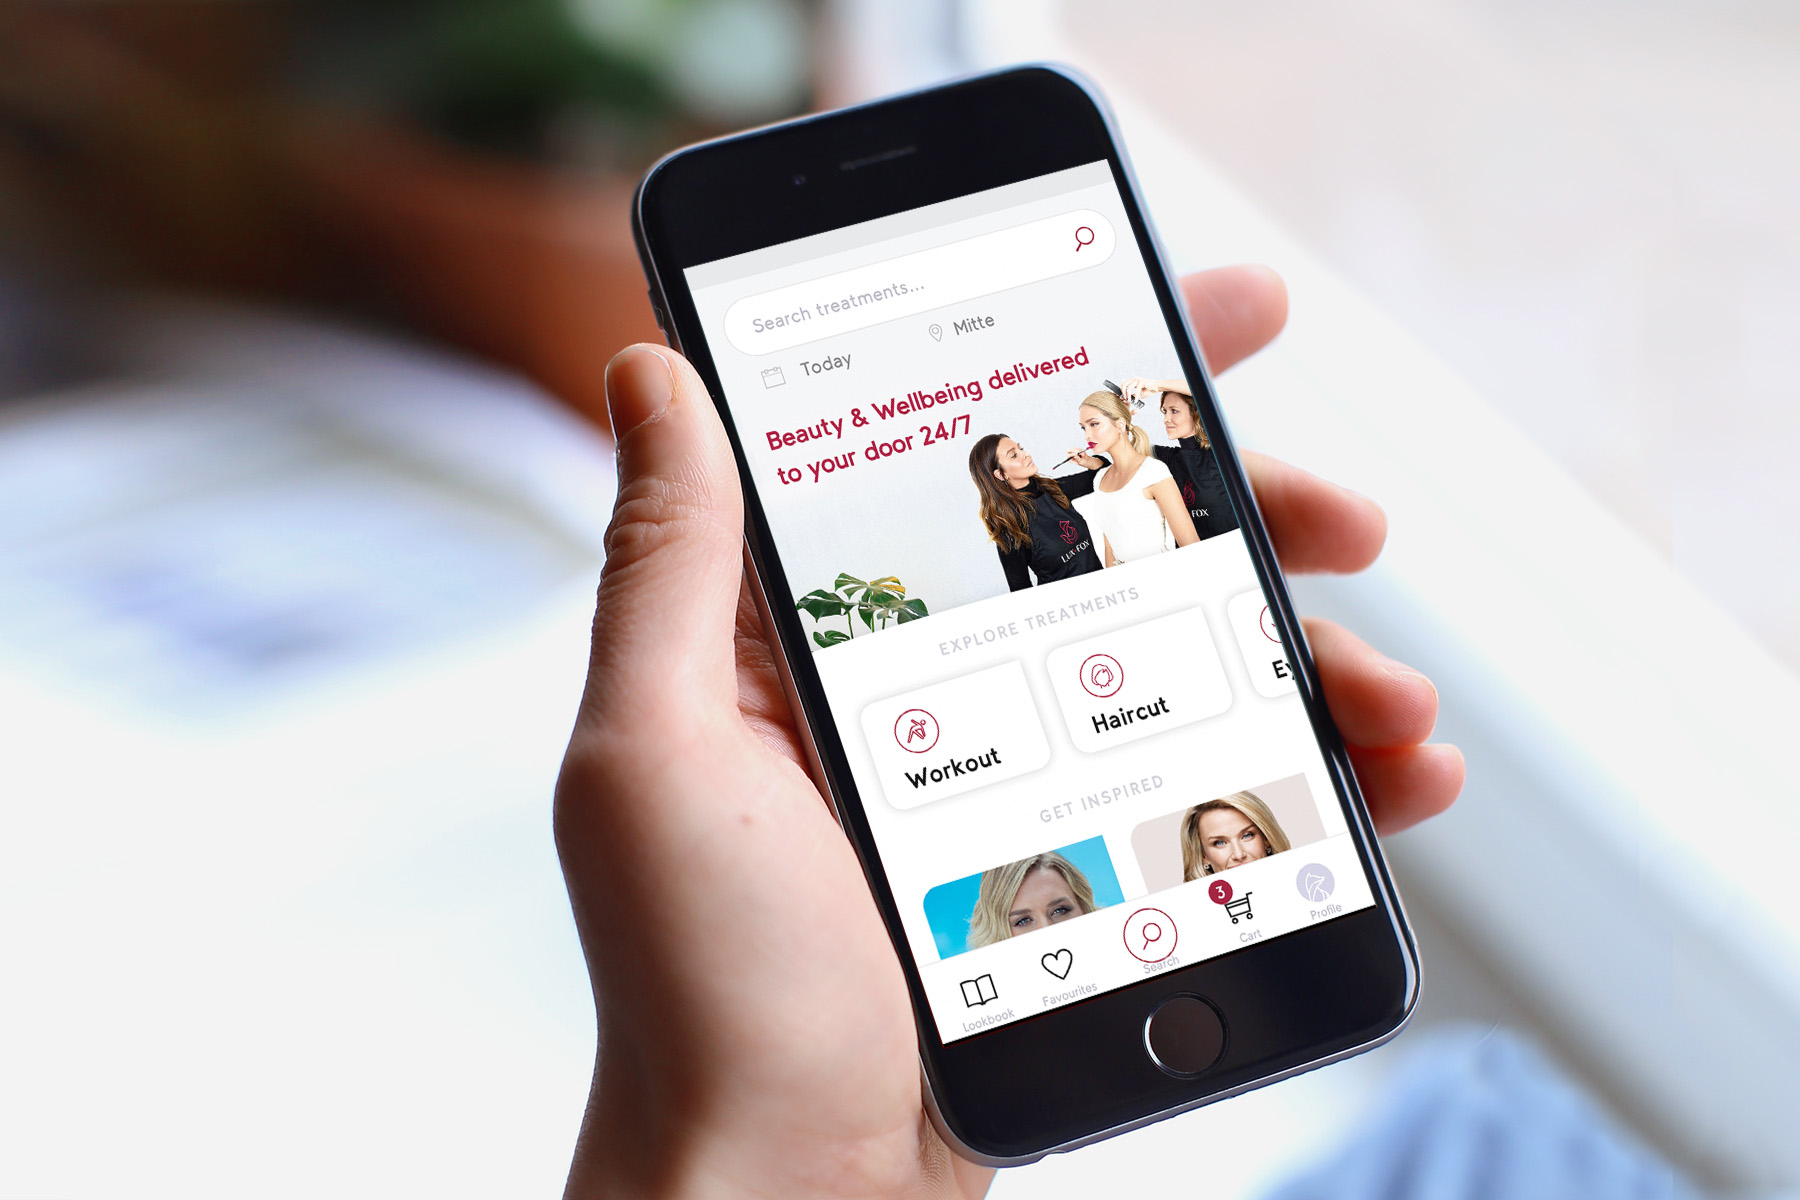 Search treatments...
Today
Mitte
Beauty & Wellbeing delivered
to your door 24/7
LUX FOX
FOX
EXPLORE TREATMENTS
Workout
Haircut
GET INSPIRED
3
Lookbook
Favourites
Search
Cart
Profile